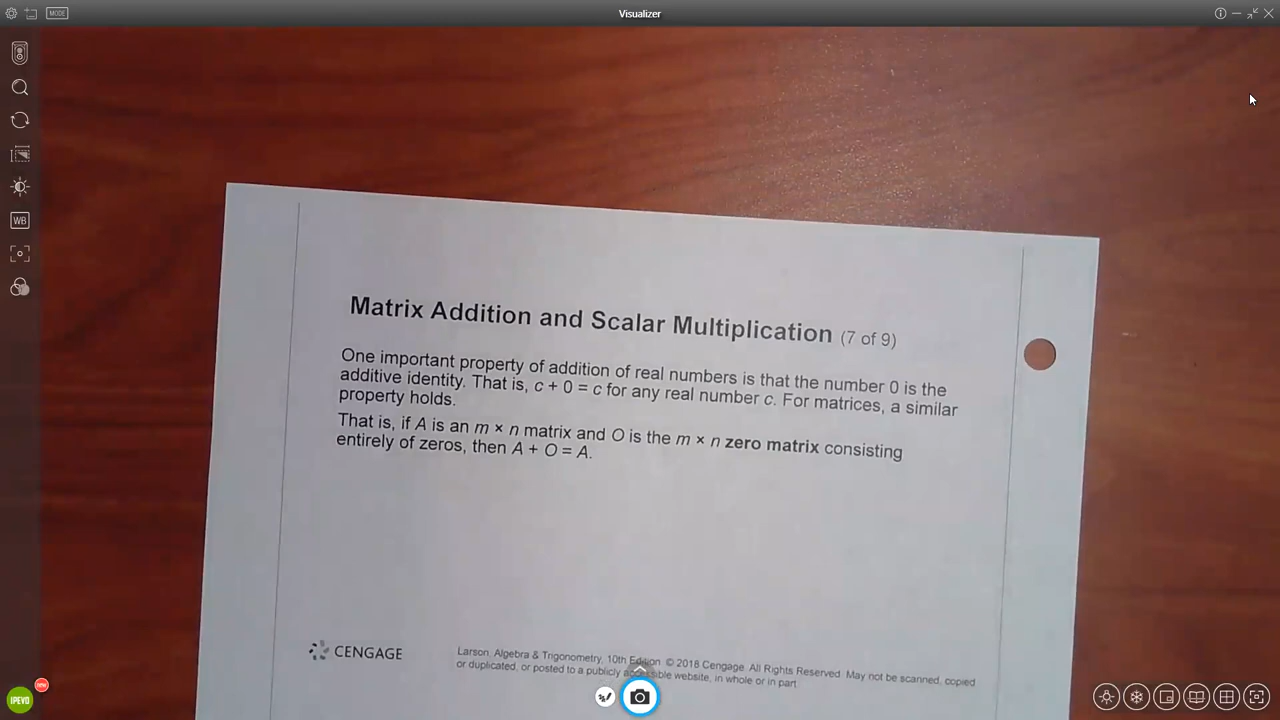 MODE
Visualizer
WB
Matrix Addition and Scalar Multiplication (7 of 9)
One important property of addition of real numbers is that the number 0 is the
additive identity. That is, c + 0 = c for any real number c. For matrices, a similar
property holds.
That is, if A is an m × n matrix and O is the m × n zero matrix consisting
entirely of zeros, then A + O = A.
CENGAGE
Larson, Algebra & Trigonometry, 10th Edition. © 2018 Cengage. All Rights Reserved. May not be scanned, copied
or duplicated, or posted to a publicly accessible website, in whole or in part.
IPEVO
new